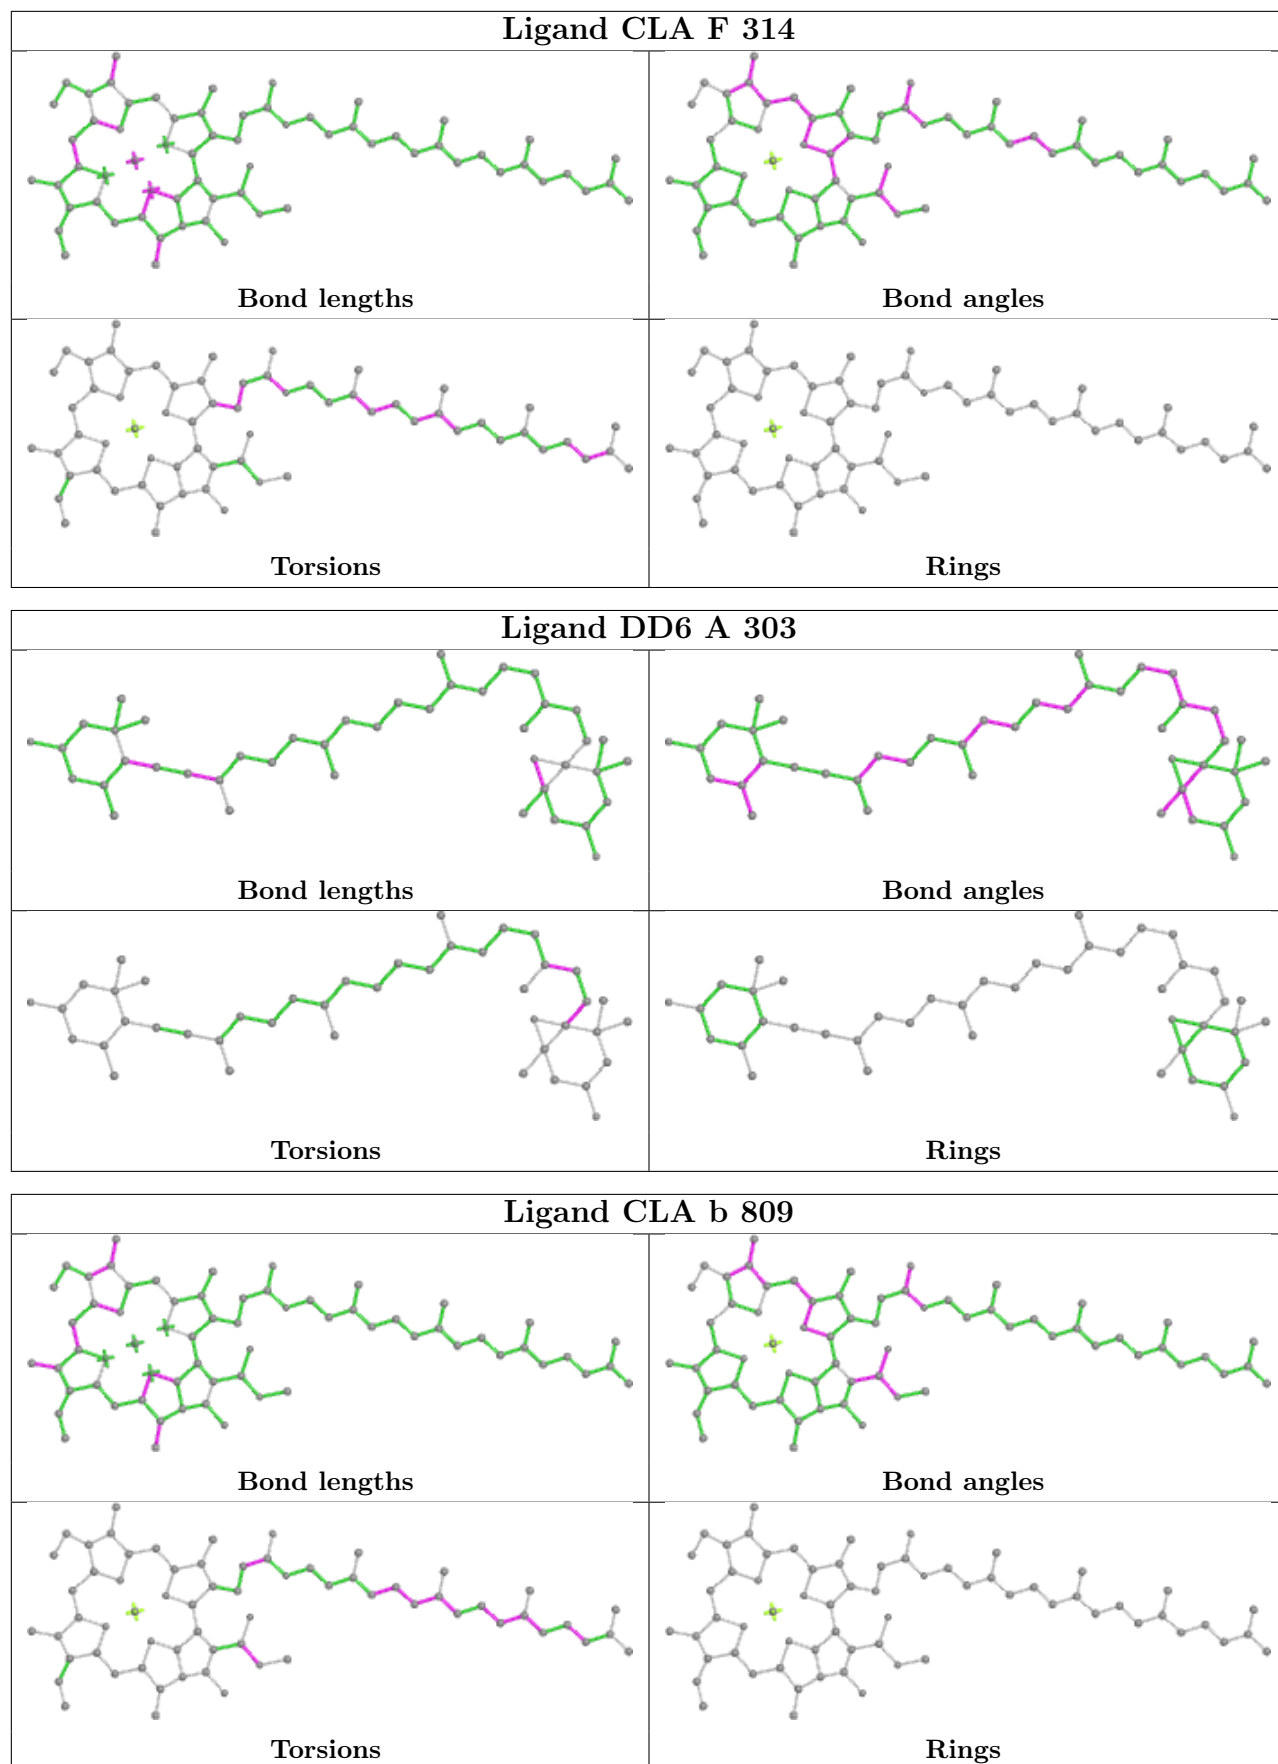 Ligand CLA F 314
Bond lengths
Bond angles
Torsions
Rings
Ligand DD6 A 303
Bond lengths
Bond angles
Torsions
Rings
Ligand CLA b 809
Bond lengths
Bond angles
Torsions
Rings